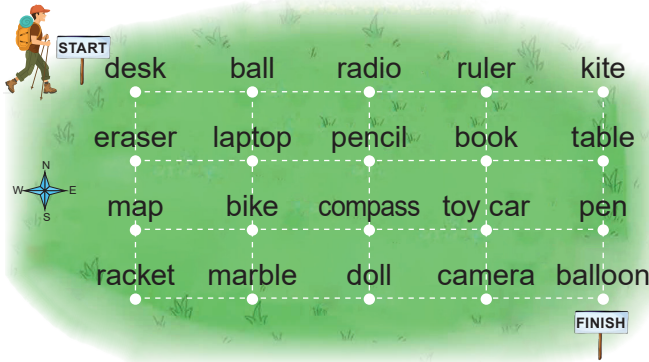 START
desk ball radio ruler kite
eraser laptop pencil book table
N
W E
S
map bike compass toy car pen
racket marble doll camera balloon
FINISH